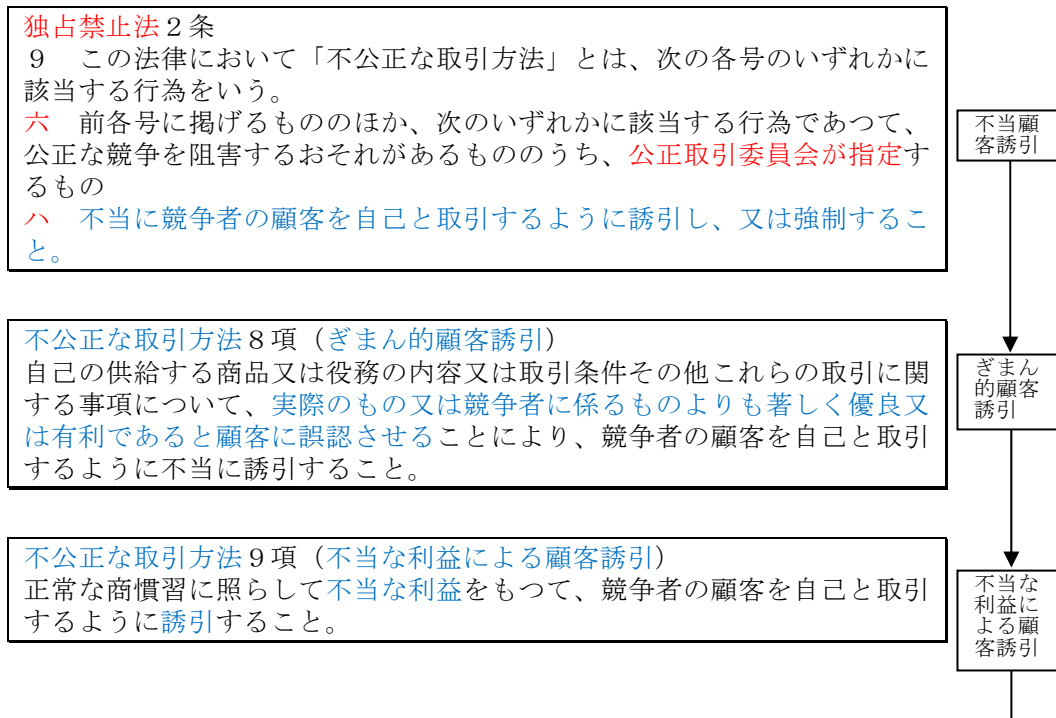 独占禁止法２条
９　この法律において「不公正な取引方法」とは、次の各号のいずれかに
該当する行為をいう。
六　前各号に掲げるもののほか、次のいずれかに該当する行為であつて、
公正な競争を阻害するおそれがあるもののうち、公正取引委員会が指定す
るもの
ハ　不当に競争者の顧客を自己と取引するように誘引し、又は強制するこ
と。
不当顧
客誘引
不公正な取引方法８項（ぎまん的顧客誘引）
自己の供給する商品又は役務の内容又は取引条件その他これらの取引に関
する事項について、実際のもの又は競争者に係るものよりも著しく優良又
は有利であると顧客に誤認させることにより、競争者の顧客を自己と取引
するように不当に誘引すること。
ぎまん
的顧客
誘引
不公正な取引方法９項（不当な利益による顧客誘引）
正常な商慣習に照らして不当な利益をもつて、競争者の顧客を自己と取引
するように誘引すること。
不当な
利益に
よる顧
客誘引